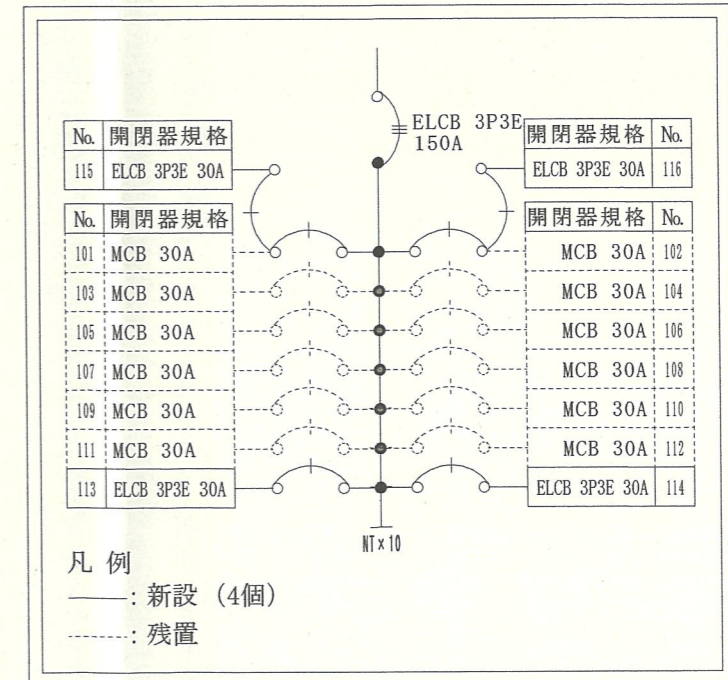 ELCB 3P3E
150A
No. 開閉器規格
115 ELCB 3P3E 30A
No. 開閉器規格
101 MCB 30A
103 MCB 30A
105 MCB 30A
107 MCB 30A
109 MCB 30A
111 MCB 30A
113 ELCB 3P3E 30A
開閉器規格 No.
ELCB 3P3E 30A 116
開閉器規格 No.
MCB 30A 102
MCB 30A 104
MCB 30A 106
MCB 30A 108
MCB 30A 110
MCB 30A 112
ELCB 3P3E 30A 114
NT×10
凡 例
———: 新設 (4個)
--------: 残置